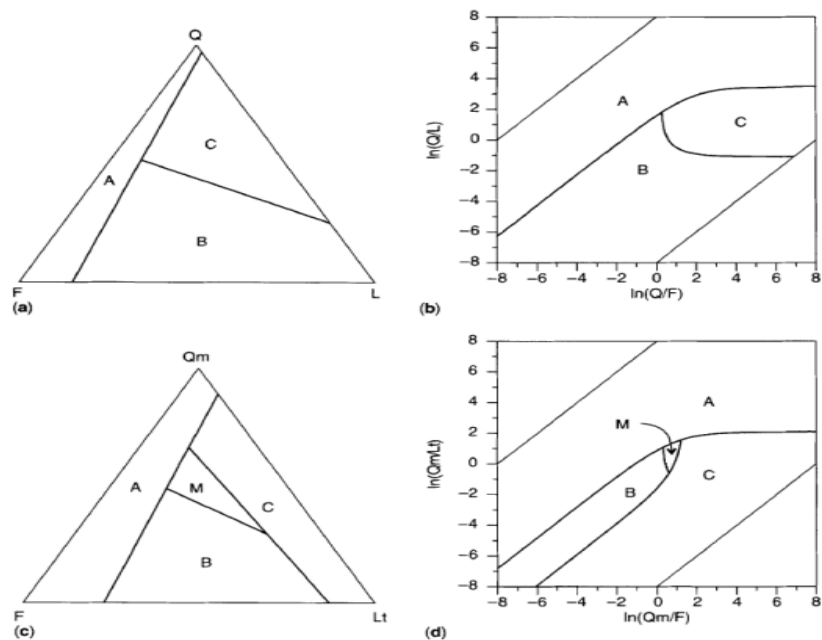 Q
A
C
B
F
L
(a)
8
6
4
2
0
-2
-4
-6
-8
ln(Q/L)
A
C
B
-8 -6 -4 -2 0 2 4 6 8
ln(Q/F)
(b)
Qm
A
M
C
B
F
Lt
(c)
8
6
4
2
0
-2
-4
-6
-8
ln(Qm/Lt)
A
M
B
C
-8 -6 -4 -2 0 2 4 6 8
ln(Qm/F)
(d)